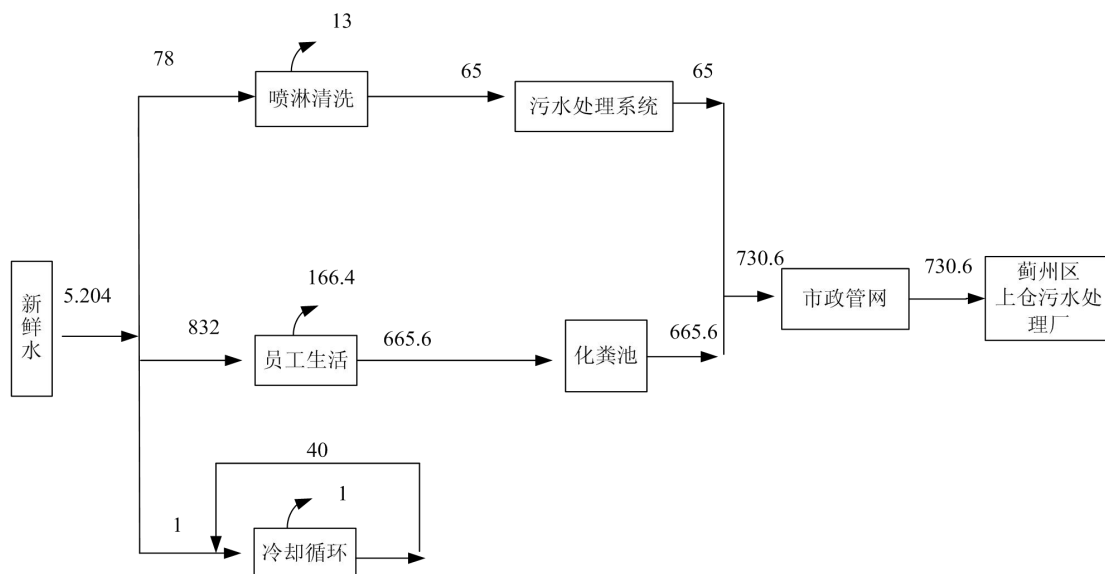 13
78
65
65
喷淋清洗
污水处理系统
新鲜水
5.204
832
166.4
员工生活
665.6
化粪池
665.6
730.6
市政管网
730.6
蓟州区
上仓污水处
理厂
40
1
1
冷却循环